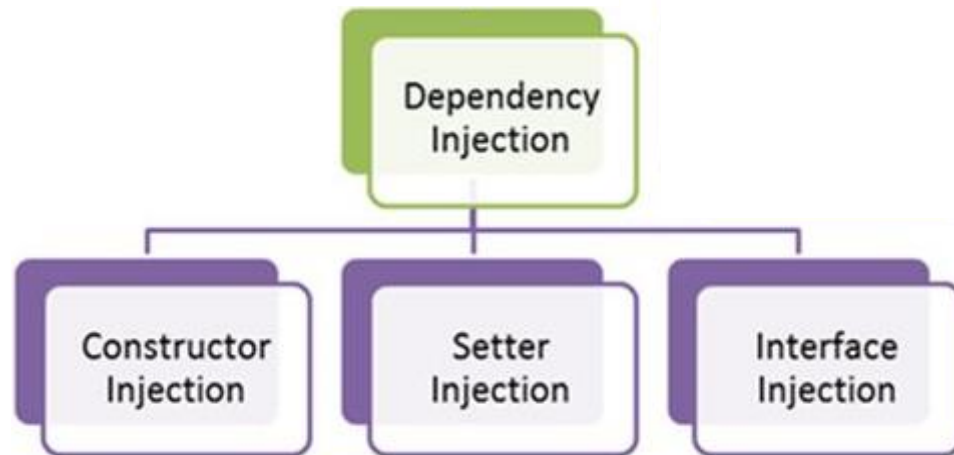 Dependency
Injection
Constructor
Injection
Setter
Injection
Interface
Injection